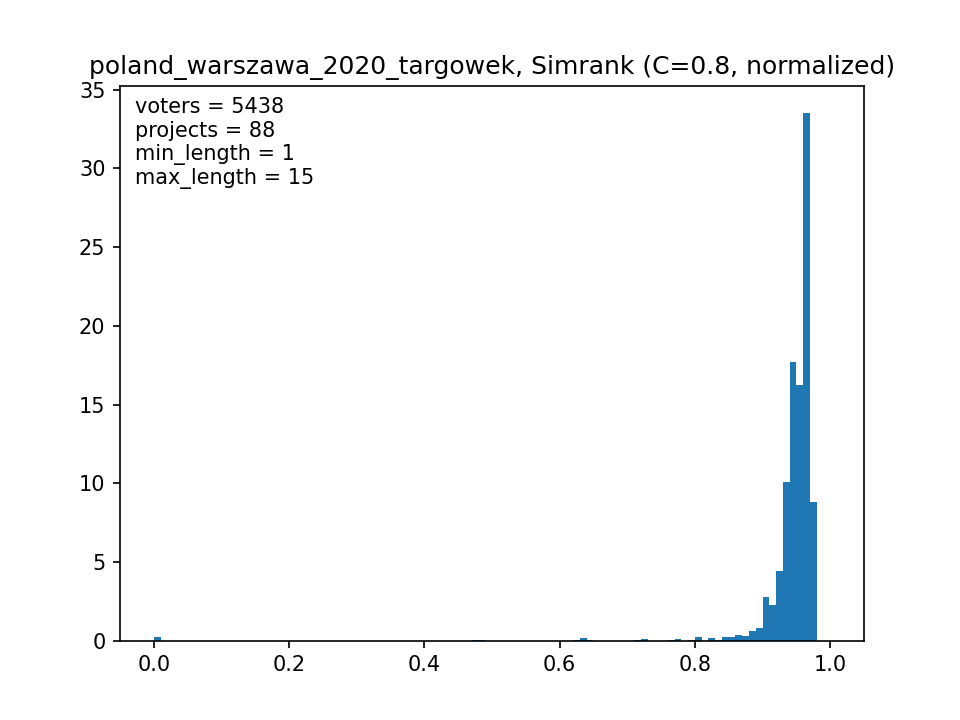 poland_warszawa_2020_targowek, Simrank (C=0.8, normalized)
voters = 5438
projects = 88
min_length = 1
max_length = 15
35
30
25
20
15
10
5
0
0.0 0.2 0.4 0.6 0.8 1.0